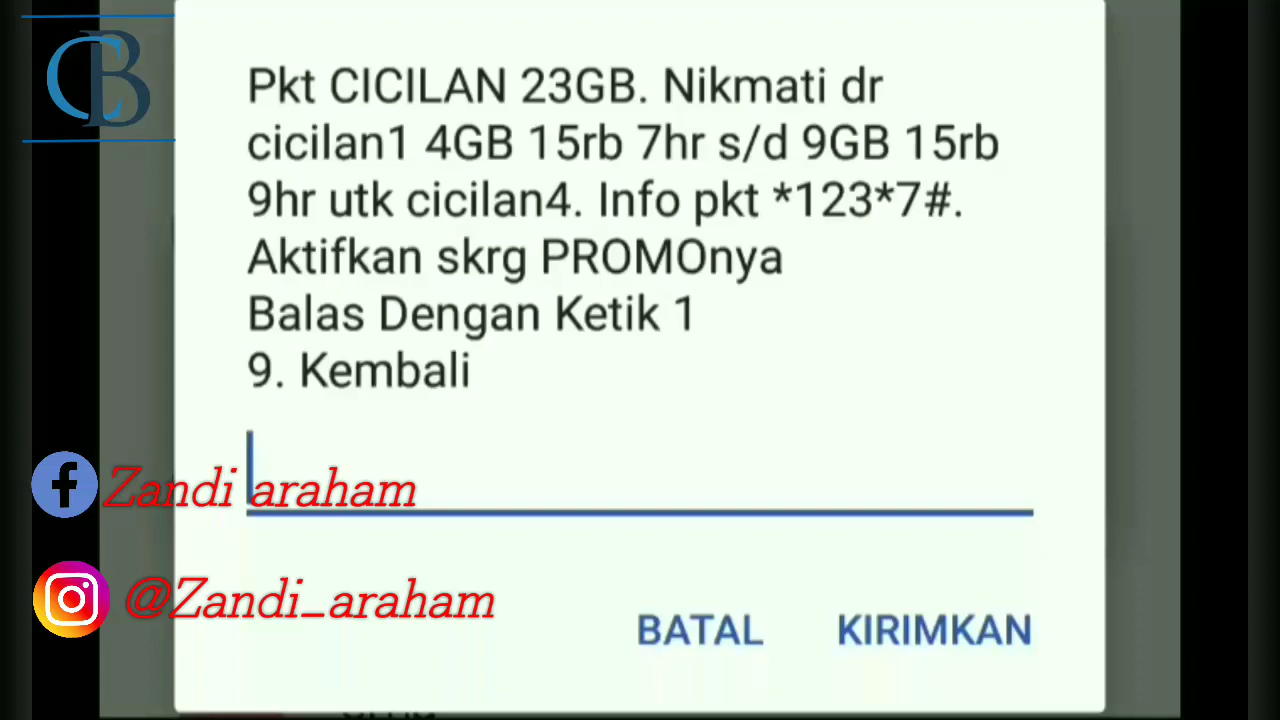 CB
Pkt CICILAN 23GB. Nikmati dr
cicilan1 4GB 15rb 7hr s/d 9GB 15rb
9hr utk cicilan4. Info pkt *123*7#.
Aktifkan skrg PROMOnya
Balas Dengan Ketik 1
9. Kembali
Zandi araham
@Zandi_araham
BATAL KIRIMKAN